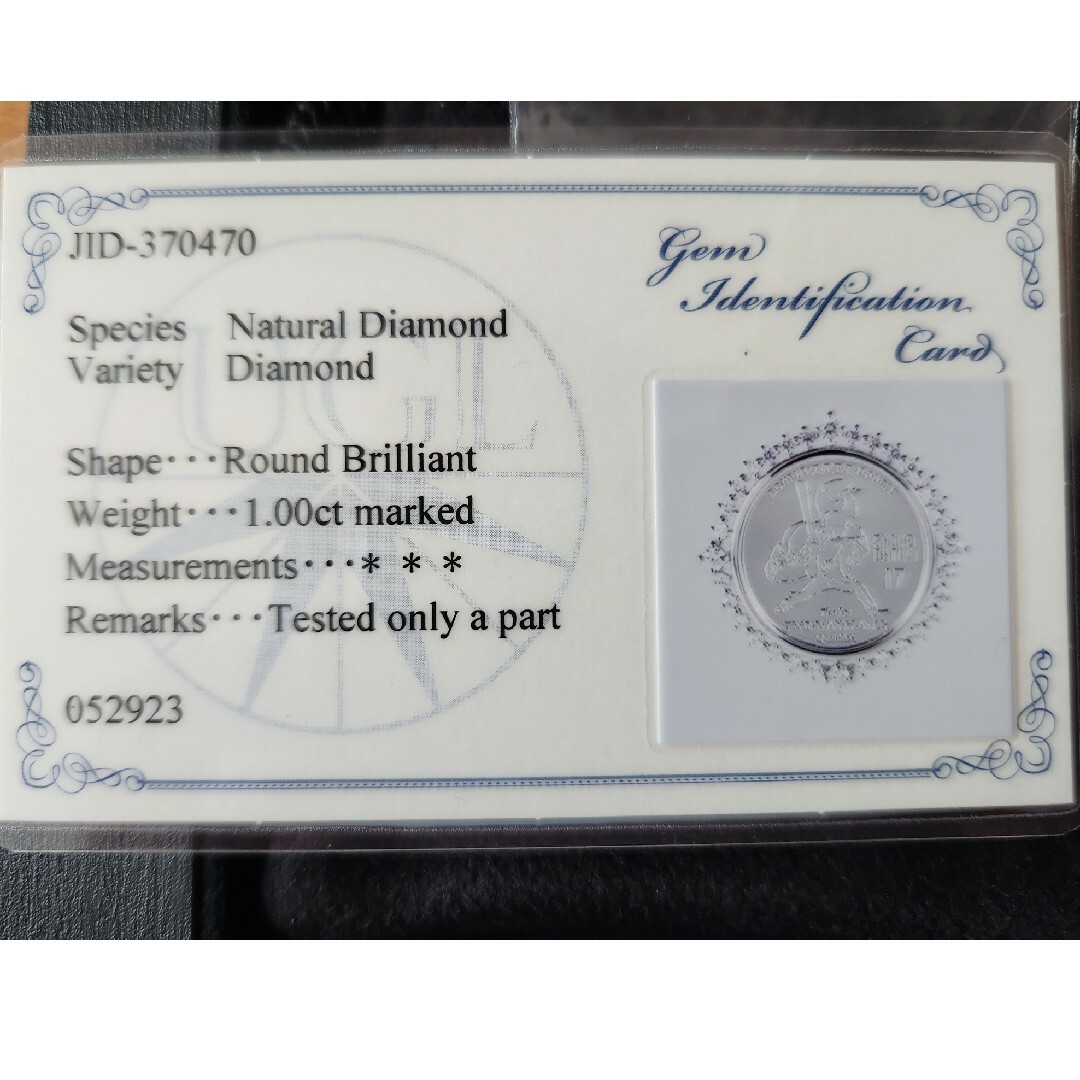 JID-370470
Gem
Identification
Card
Species Natural Diamond
Variety Diamond
UGL
Shape･･･Round Brilliant
Weight･･･1.00ct marked
Measurements･･･＊ ＊ ＊
Remarks･･･Tested only a part
052923
17